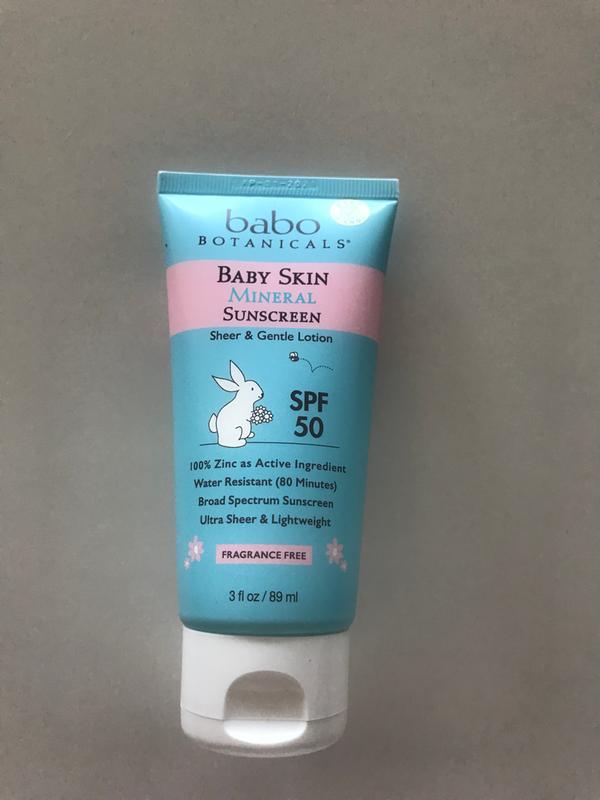 babo
BOTANICALS®
BABY SKIN
MINERAL
SUNSCREEN
Sheer & Gentle Lotion
SPF
50
100% Zinc as Active Ingredient
Water Resistant (80 Minutes)
Broad Spectrum Sunscreen
Ultra Sheer & Lightweight
FRAGRANCE FREE
3 fl oz / 89 ml